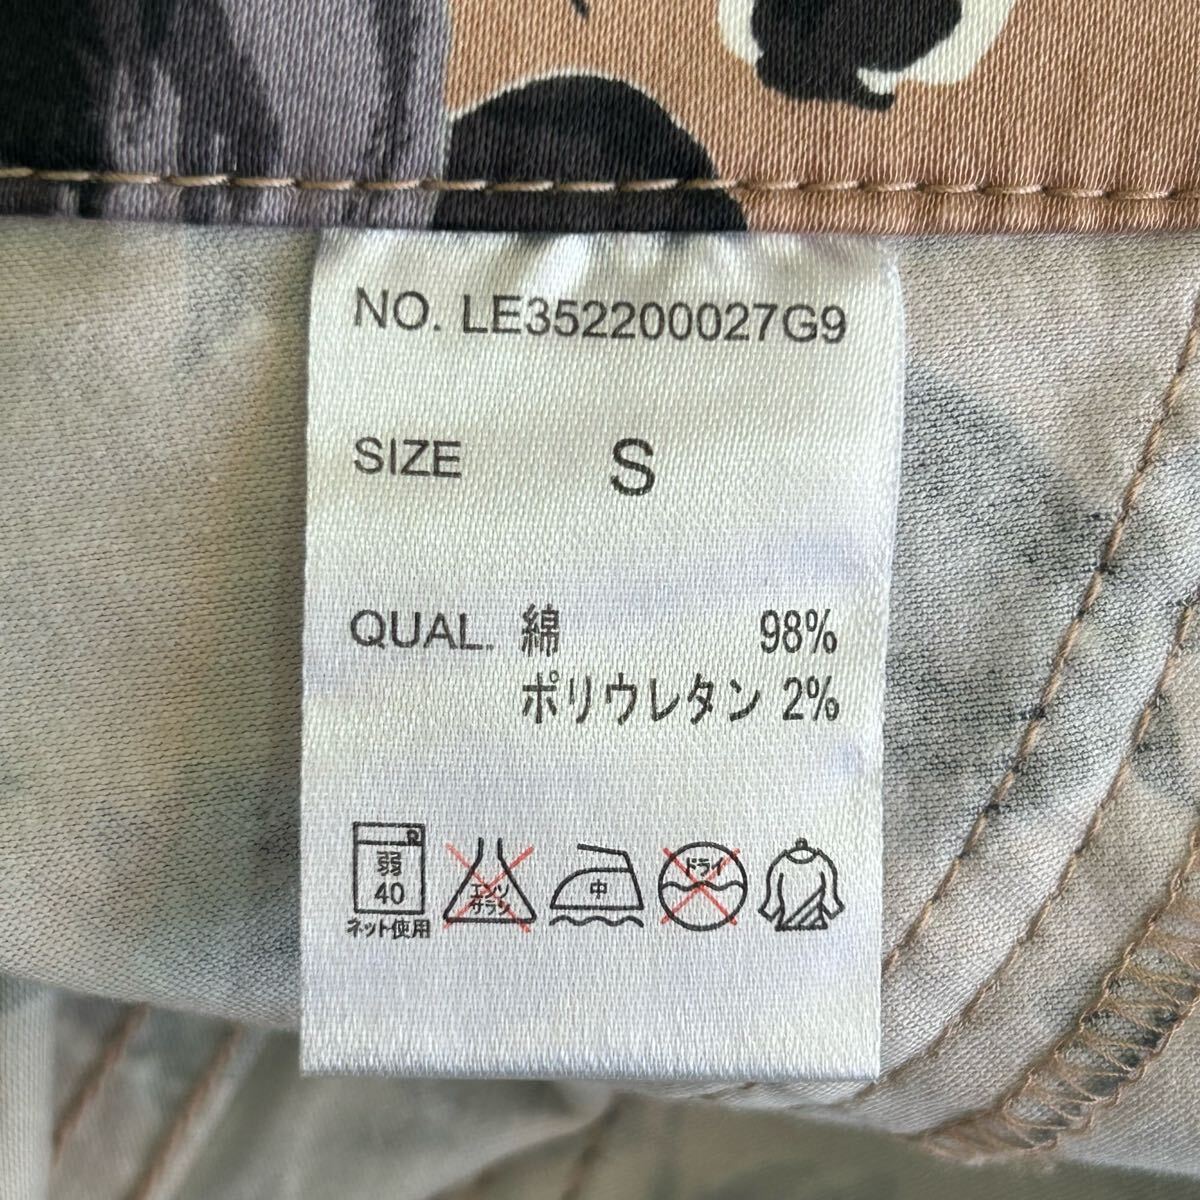 NO. LE352200027G9
SIZE S
QUAL. 綿 98%
ポリウレタン 2%
弱 エンソ 中 ドライ
40 サラシ
ネット使用